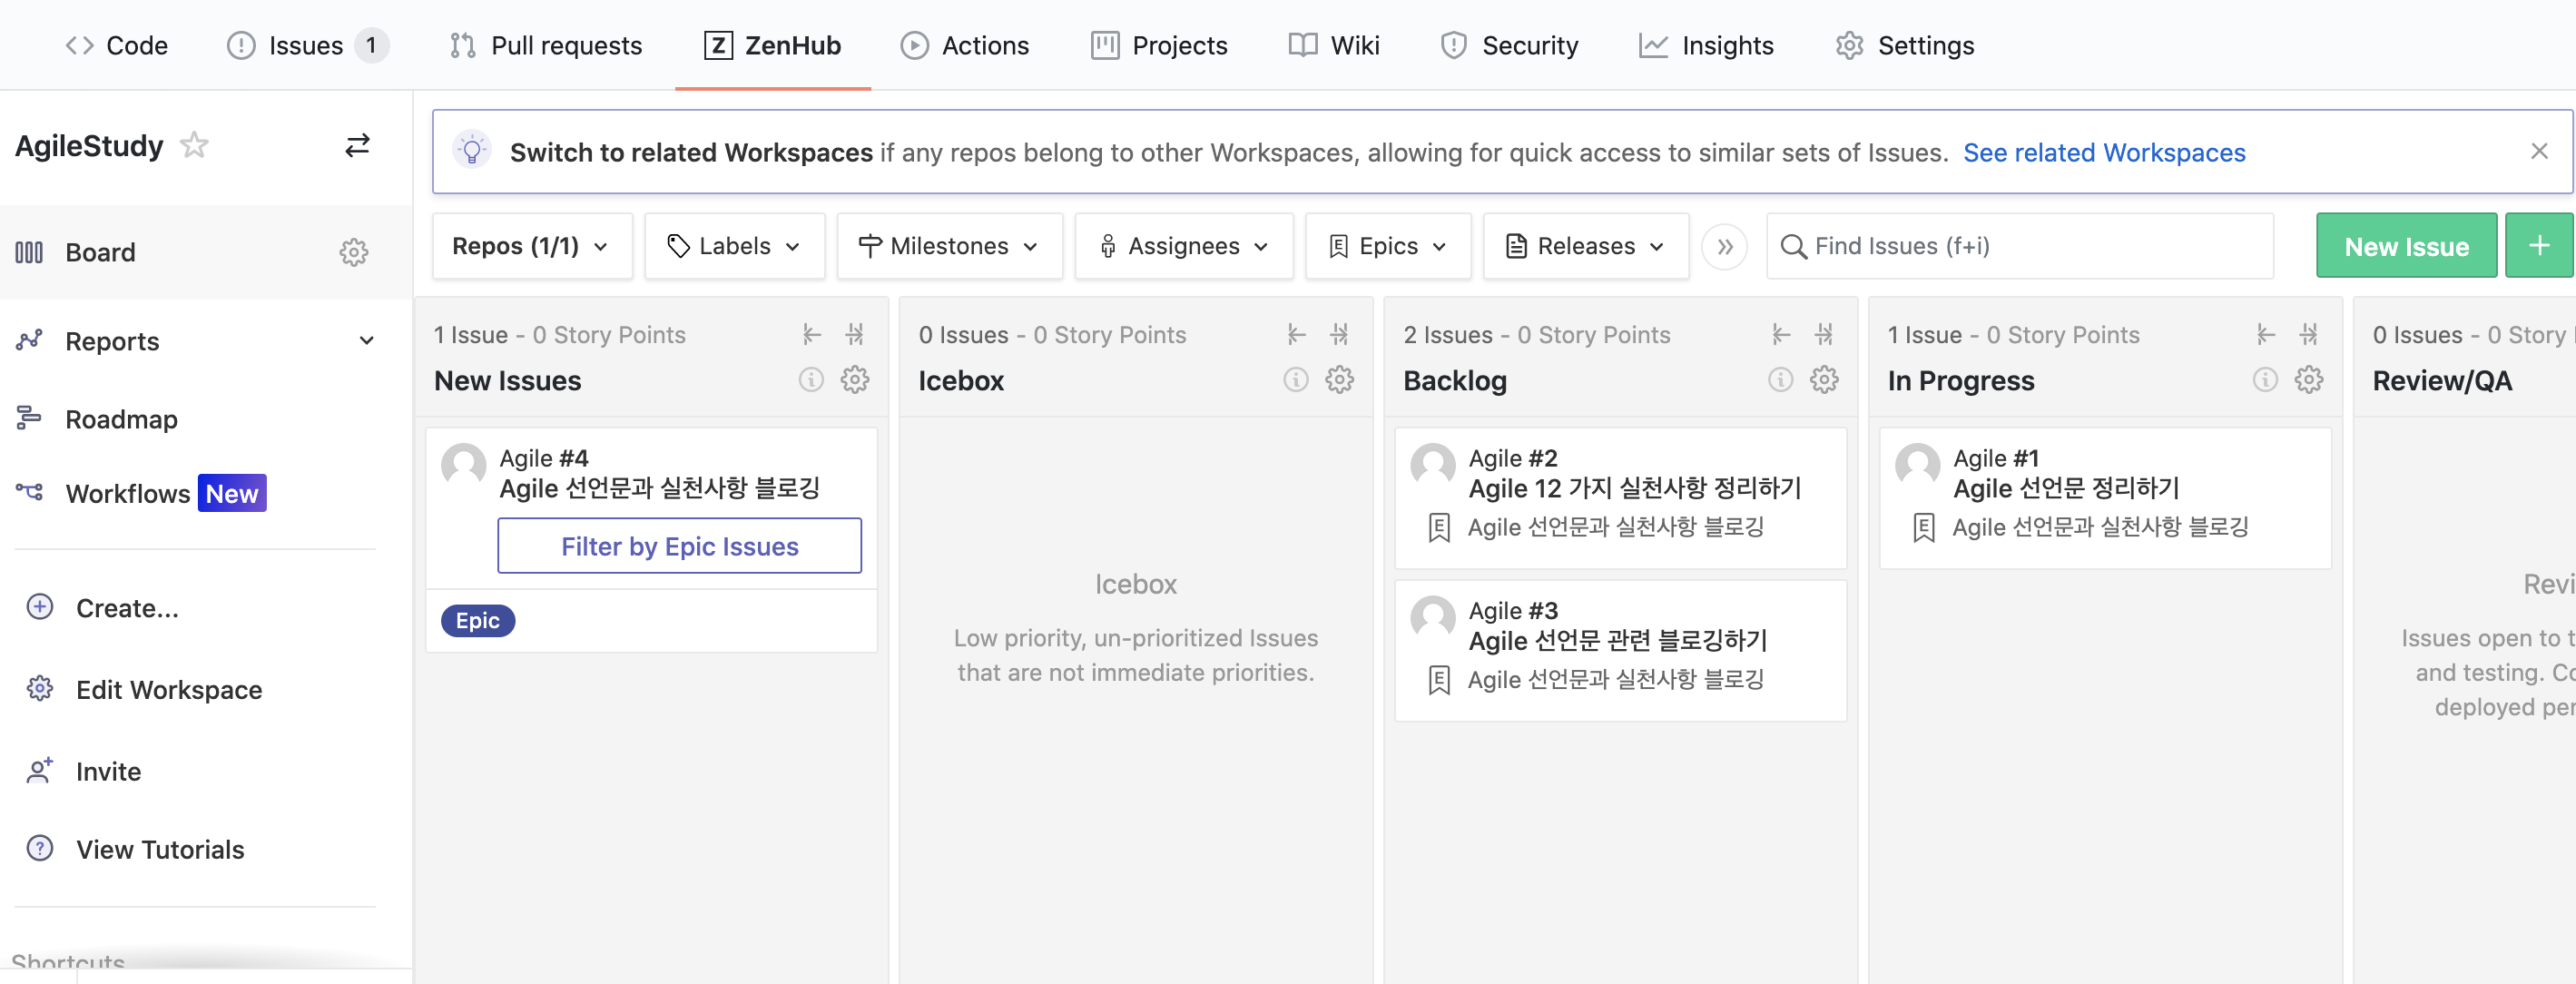 Code
Issues 1
Pull requests
Z ZenHub
Actions
Projects
Wiki
Security
Insights
Settings
AgileStudy
Board
Reports
Roadmap
Workflows New
Create...
Edit Workspace
Invite
View Tutorials
Shortcuts
Switch to related Workspaces if any repos belong to other Workspaces, allowing for quick access to similar sets of Issues. See related Workspaces
Repos (1/1)
Labels
Milestones
Assignees
E Epics
Releases
Find Issues (f+i)
New Issue
+
1 Issue - 0 Story Points
New Issues
Agile #4
Agile 선언문과 실천사항 블로깅
Filter by Epic Issues
Epic
0 Issues - 0 Story Points
Icebox
Icebox
Low priority, un-prioritized Issues
that are not immediate priorities.
2 Issues - 0 Story Points
Backlog
Agile #2
Agile 12 가지 실천사항 정리하기
E Agile 선언문과 실천사항 블로깅
Agile #3
Agile 선언문 관련 블로깅하기
E Agile 선언문과 실천사항 블로깅
1 Issue - 0 Story Points
In Progress
Agile #1
Agile 선언문 정리하기
E Agile 선언문과 실천사항 블로깅
0 Issues - 0 Story
Review/QA
Revi
Issues open to t
and testing. Co
deployed per